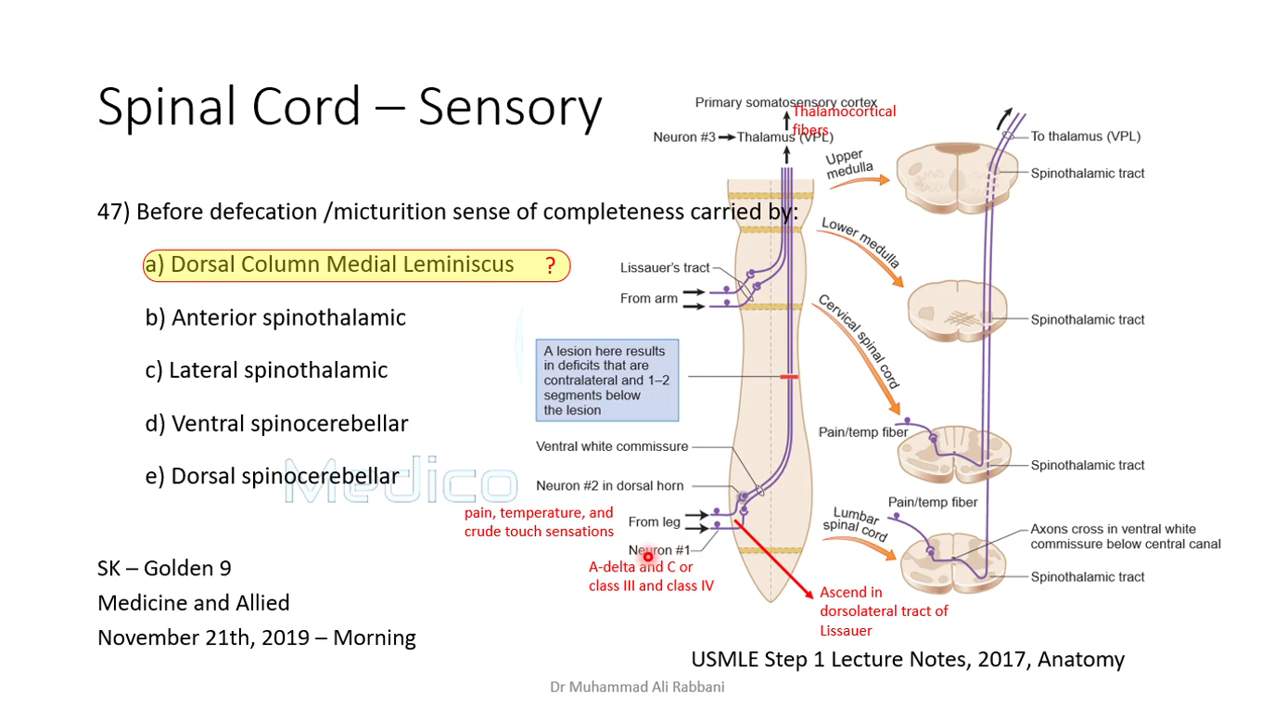 Spinal Cord – Sensory
47) Before defecation /micturition sense of completeness carried by:
a) Dorsal Column Medial Leminiscus ?
b) Anterior spinothalamic
c) Lateral spinothalamic
d) Ventral spinocerebellar
e) Dorsal spinocerebellar
Medico
SK – Golden 9
Medicine and Allied
November 21th, 2019 – Morning
Primary somatosensory cortex
Thalamocortical
fibers
Neuron #3
Thalamus (VPL)
Lissauer's tract
From arm
A lesion here results
in deficits that are
contralateral and 1–2
segments below
the lesion
Ventral white commissure
Neuron #2 in dorsal horn
pain, temperature, and
crude touch sensations
From leg
Neuron #1
A-delta and C or
class III and class IV
Ascend in
dorsolateral tract of
Lissauer
Upper
medulla
Lower medulla
Cervical spinal cord
Lumbar
spinal cord
To thalamus (VPL)
Spinothalamic tract
Spinothalamic tract
Pain/temp fiber
Spinothalamic tract
Pain/temp fiber
Axons cross in ventral white
commissure below central canal
Spinothalamic tract
USMLE Step 1 Lecture Notes, 2017, Anatomy
Dr Muhammad Ali Rabbani